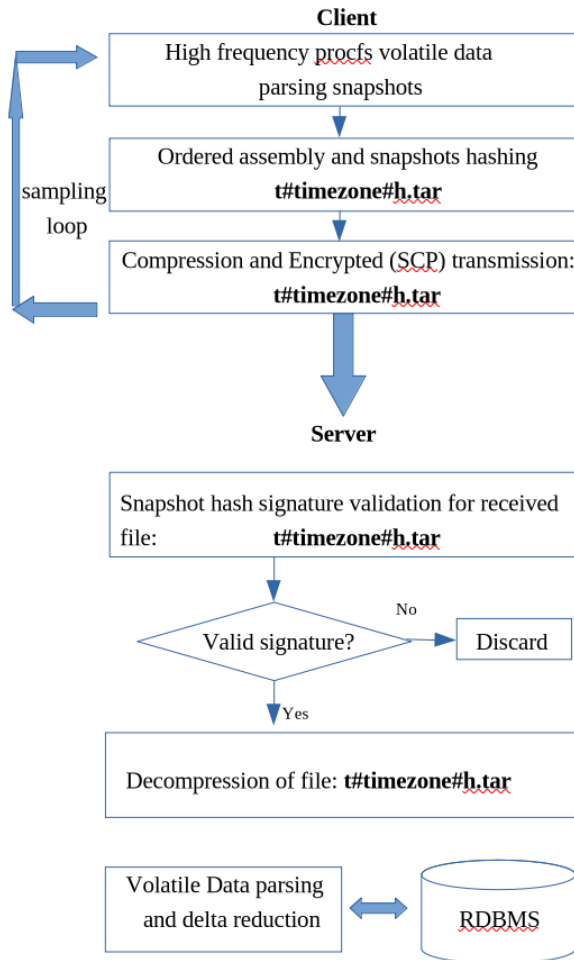 Client
High frequency procfs volatile data
parsing snapshots
Ordered assembly and snapshots hashing
t#timezone#h.tar
sampling
loop
Compression and Encrypted (SCP) transmission:
t#timezone#h.tar
Server
Snapshot hash signature validation for received
file: t#timezone#h.tar
No
Valid signature?
Discard
Yes
Decompression of file: t#timezone#h.tar
Volatile Data parsing
and delta reduction
RDBMS